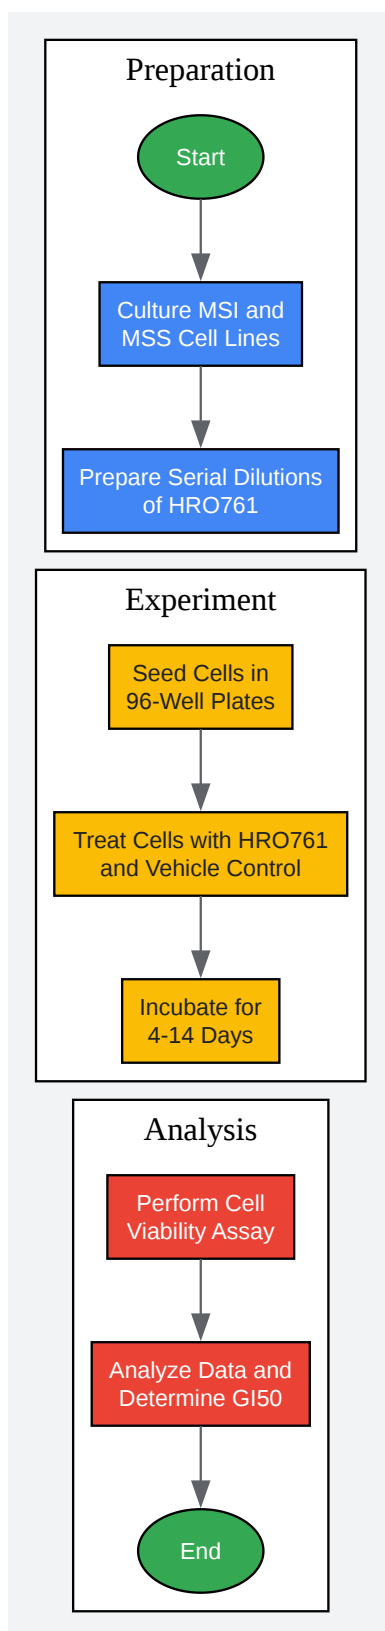 Preparation
Start
Culture MSI and
MSS Cell Lines
Prepare Serial Dilutions
of HRO761
Experiment
Seed Cells in
96-Well Plates
Treat Cells with HRO761
and Vehicle Control
Incubate for
4-14 Days
Analysis
Perform Cell
Viability Assay
Analyze Data and
Determine GI50
End